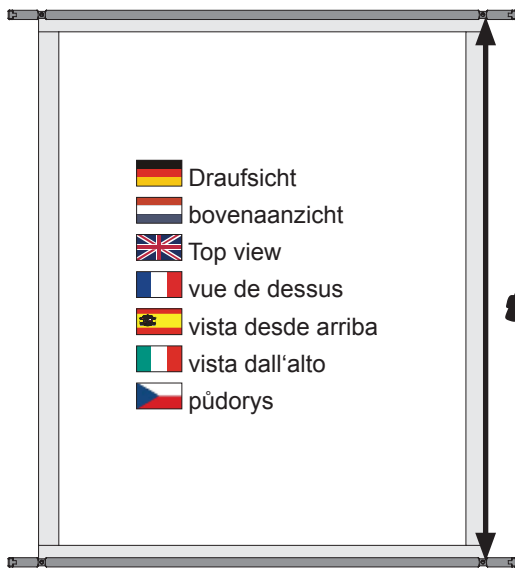 Draufsicht
bovenaanzicht
Top view
vue de dessus
vista desde arriba
vista dall‘alto
půdorys